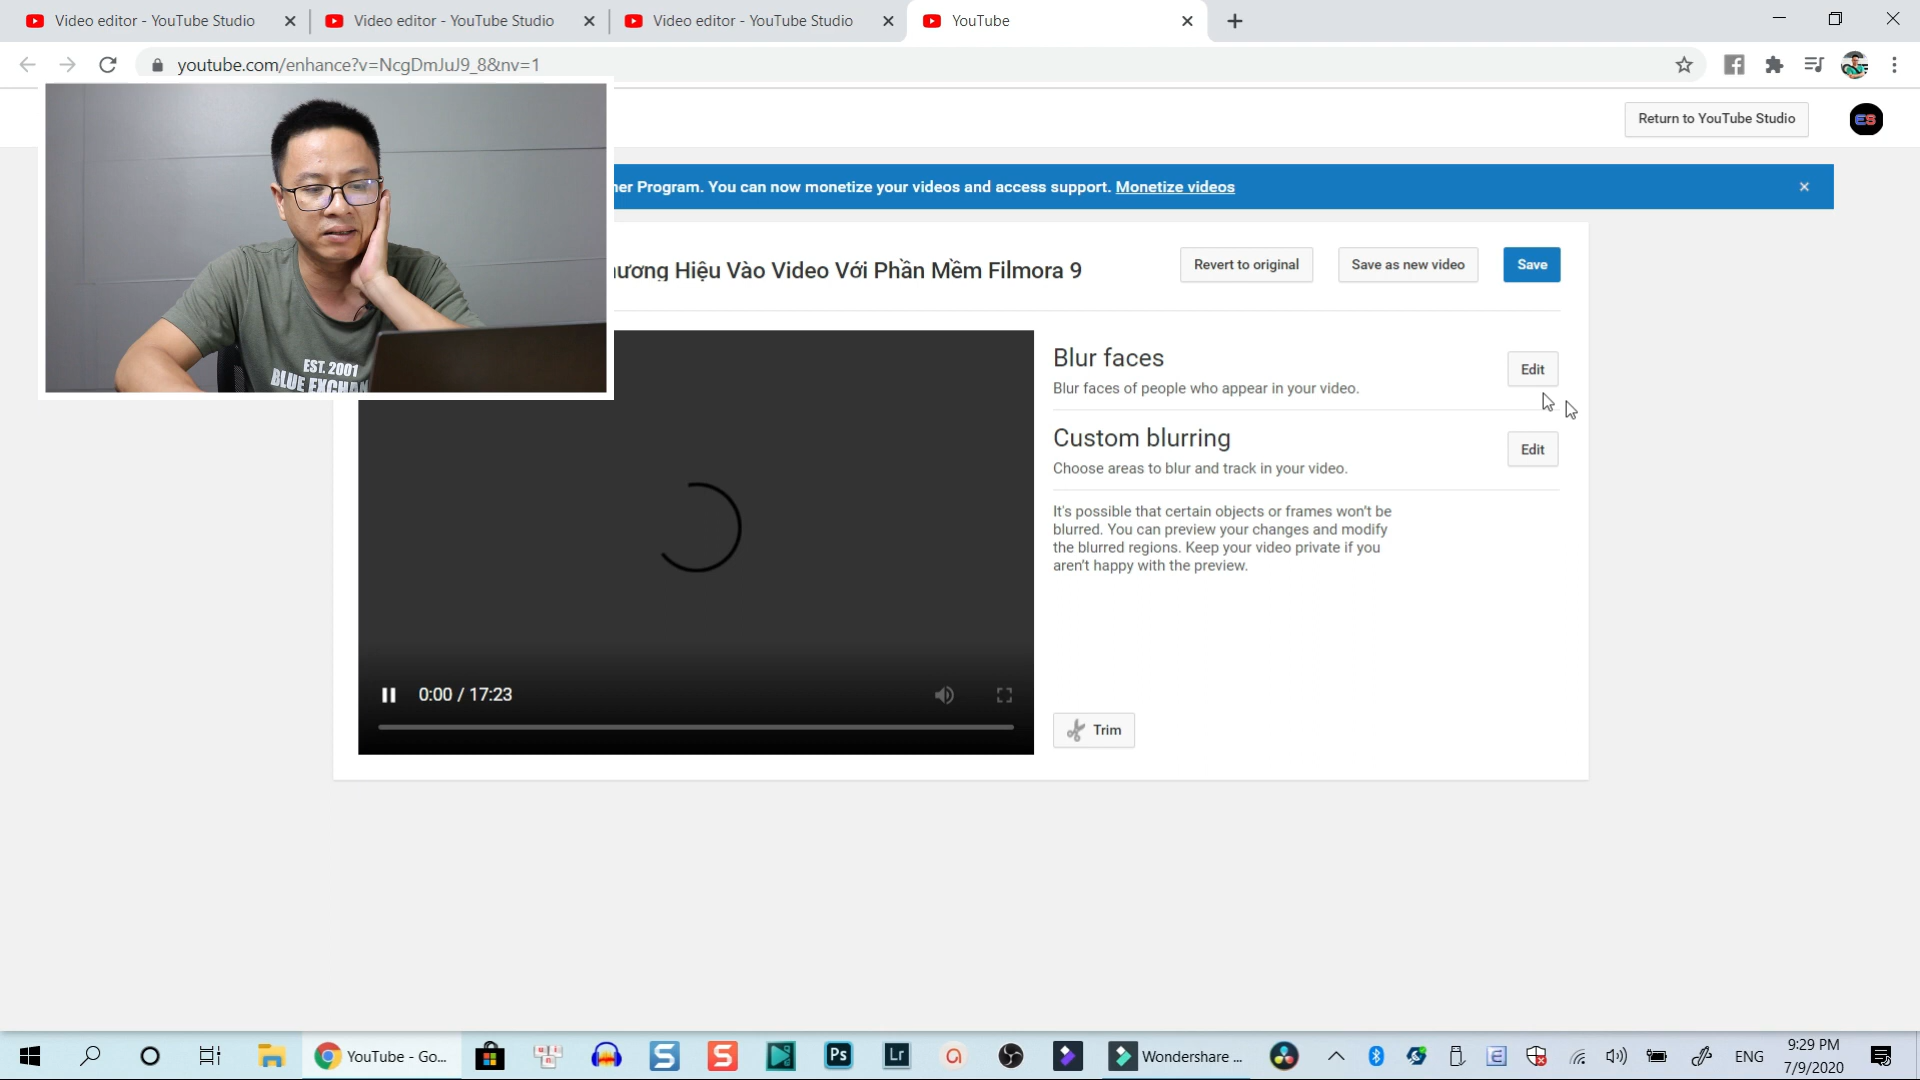 Video editor - YouTube Studio
Video editor - YouTube Studio
Video editor - YouTube Studio
YouTube
youtube.com/enhance?v=NcgDmJuJ9_8&nv=1
Return to YouTube Studio
ES
ner Program. You can now monetize your videos and access support. Monetize videos
ương Hiệu Vào Video Với Phần Mềm Filmora 9
Revert to original
Save as new video
Save
EST. 2001
BLUE EXCHAN
Blur faces
Edit
Blur faces of people who appear in your video.
Custom blurring
Edit
Choose areas to blur and track in your video.
It's possible that certain objects or frames won't be
blurred. You can preview your changes and modify
the blurred regions. Keep your video private if you
aren't happy with the preview.
0:00 / 17:23
Trim
YouTube - Go...
S
S
Ps
Lr
Wondershare ...
E
ENG
9:29 PM
7/9/2020